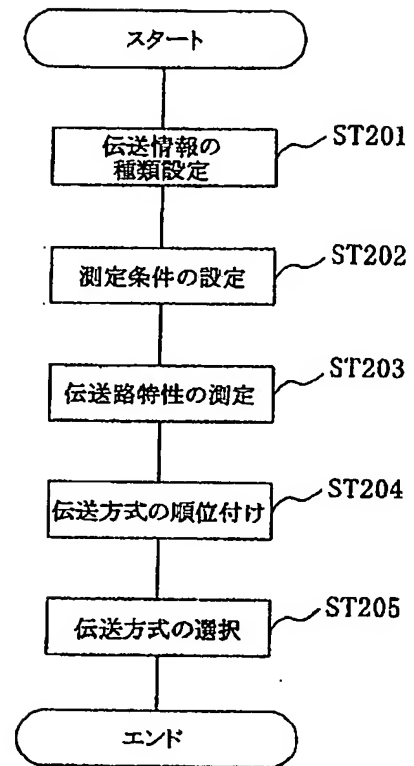 スタート
伝送情報の
種類設定
ST201
測定条件の設定
ST202
伝送路特性の測定
ST203
伝送方式の順位付け
ST204
伝送方式の選択
ST205
エンド